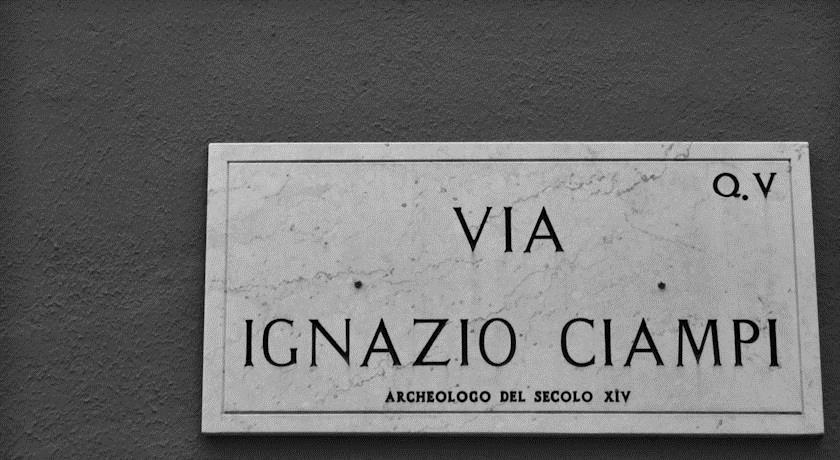 Q.V
VIA
IGNAZIO CIAMPI
ARCHEOLOGO DEL SECOLO XIV